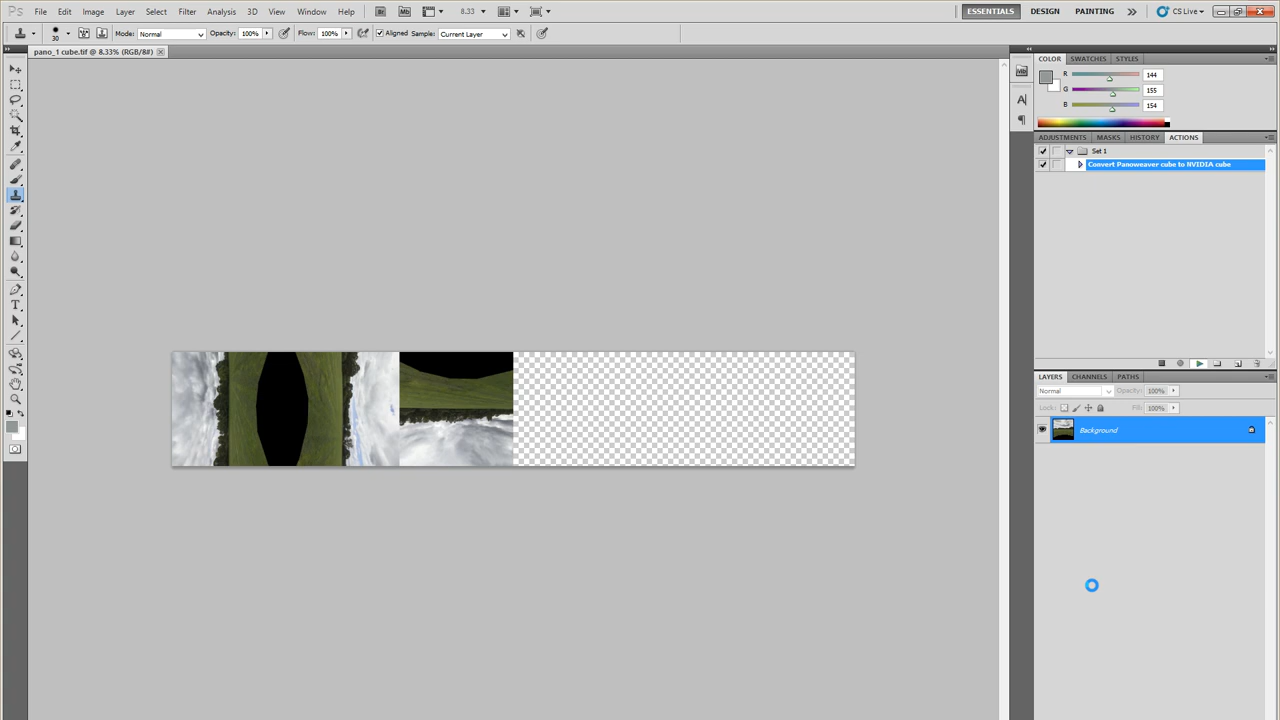 Ps File Edit Image Layer Select Filter Analysis 3D View Window Help Br Mb 8.33 ESSENTIALS DESIGN PAINTING CS Live
30 Mode: Normal Opacity: 100% Flow: 100% Aligned Sample: Current Layer
pano_1 cube.tif @ 8.33% (RGB/8#)
COLOR SWATCHES STYLES
R 144
G 155
B 154
ADJUSTMENTS MASKS HISTORY ACTIONS
Set 1
Convert Panoweaver cube to NVIDIA cube
LAYERS CHANNELS PATHS
Normal Opacity: 100%
Lock: Fill: 100%
Background